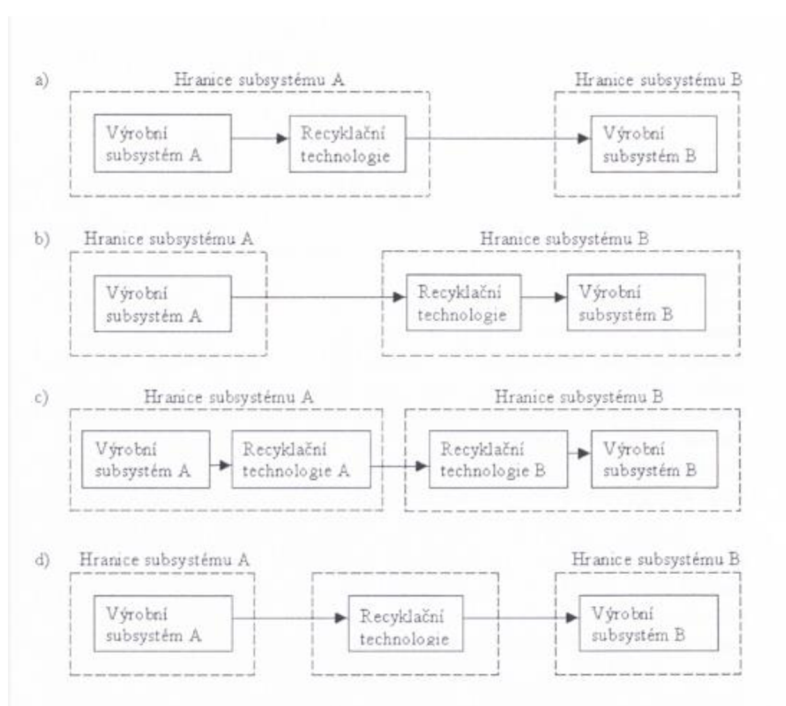 a)
Hranice subsystému A
Hranice subsystému B
Výrobní
subsystém A
Recyklační
technologie
Výrobní
subsystém B
b)
Hranice subsystému A
Hranice subsystému B
Výrobní
subsystém A
Recyklační
technologie
Výrobní
subsystém B
c)
Hranice subsystému A
Hranice subsystému B
Výrobní
subsystém A
Recyklační
technologie A
Recyklační
technologie B
Výrobní
subsystém B
d)
Hranice subsystému A
Hranice subsystému B
Výrobní
subsystém A
Recyklační
technologie
Výrobní
subsystém B